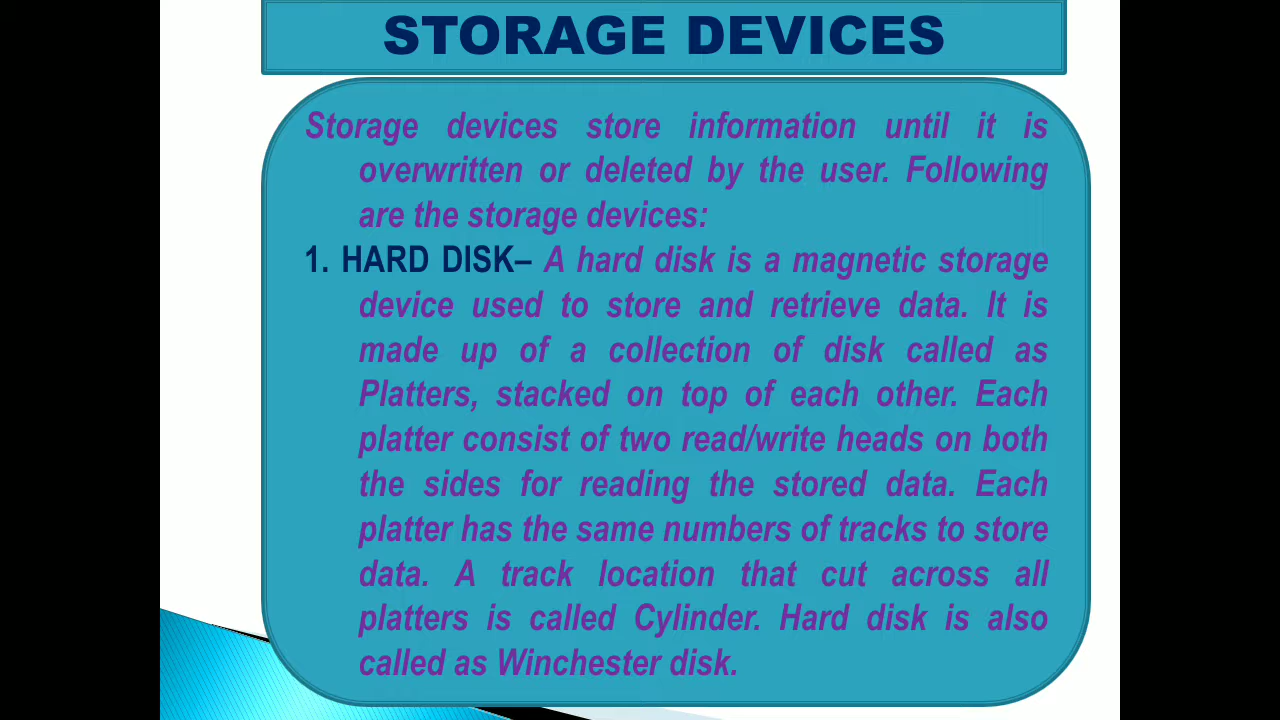 STORAGE DEVICES
Storage devices store information until it is
overwritten or deleted by the user. Following
are the storage devices:
1. HARD DISK– A hard disk is a magnetic storage
device used to store and retrieve data. It is
made up of a collection of disk called as
Platters, stacked on top of each other. Each
platter consist of two read/write heads on both
the sides for reading the stored data. Each
platter has the same numbers of tracks to store
data. A track location that cut across all
platters is called Cylinder. Hard disk is also
called as Winchester disk.